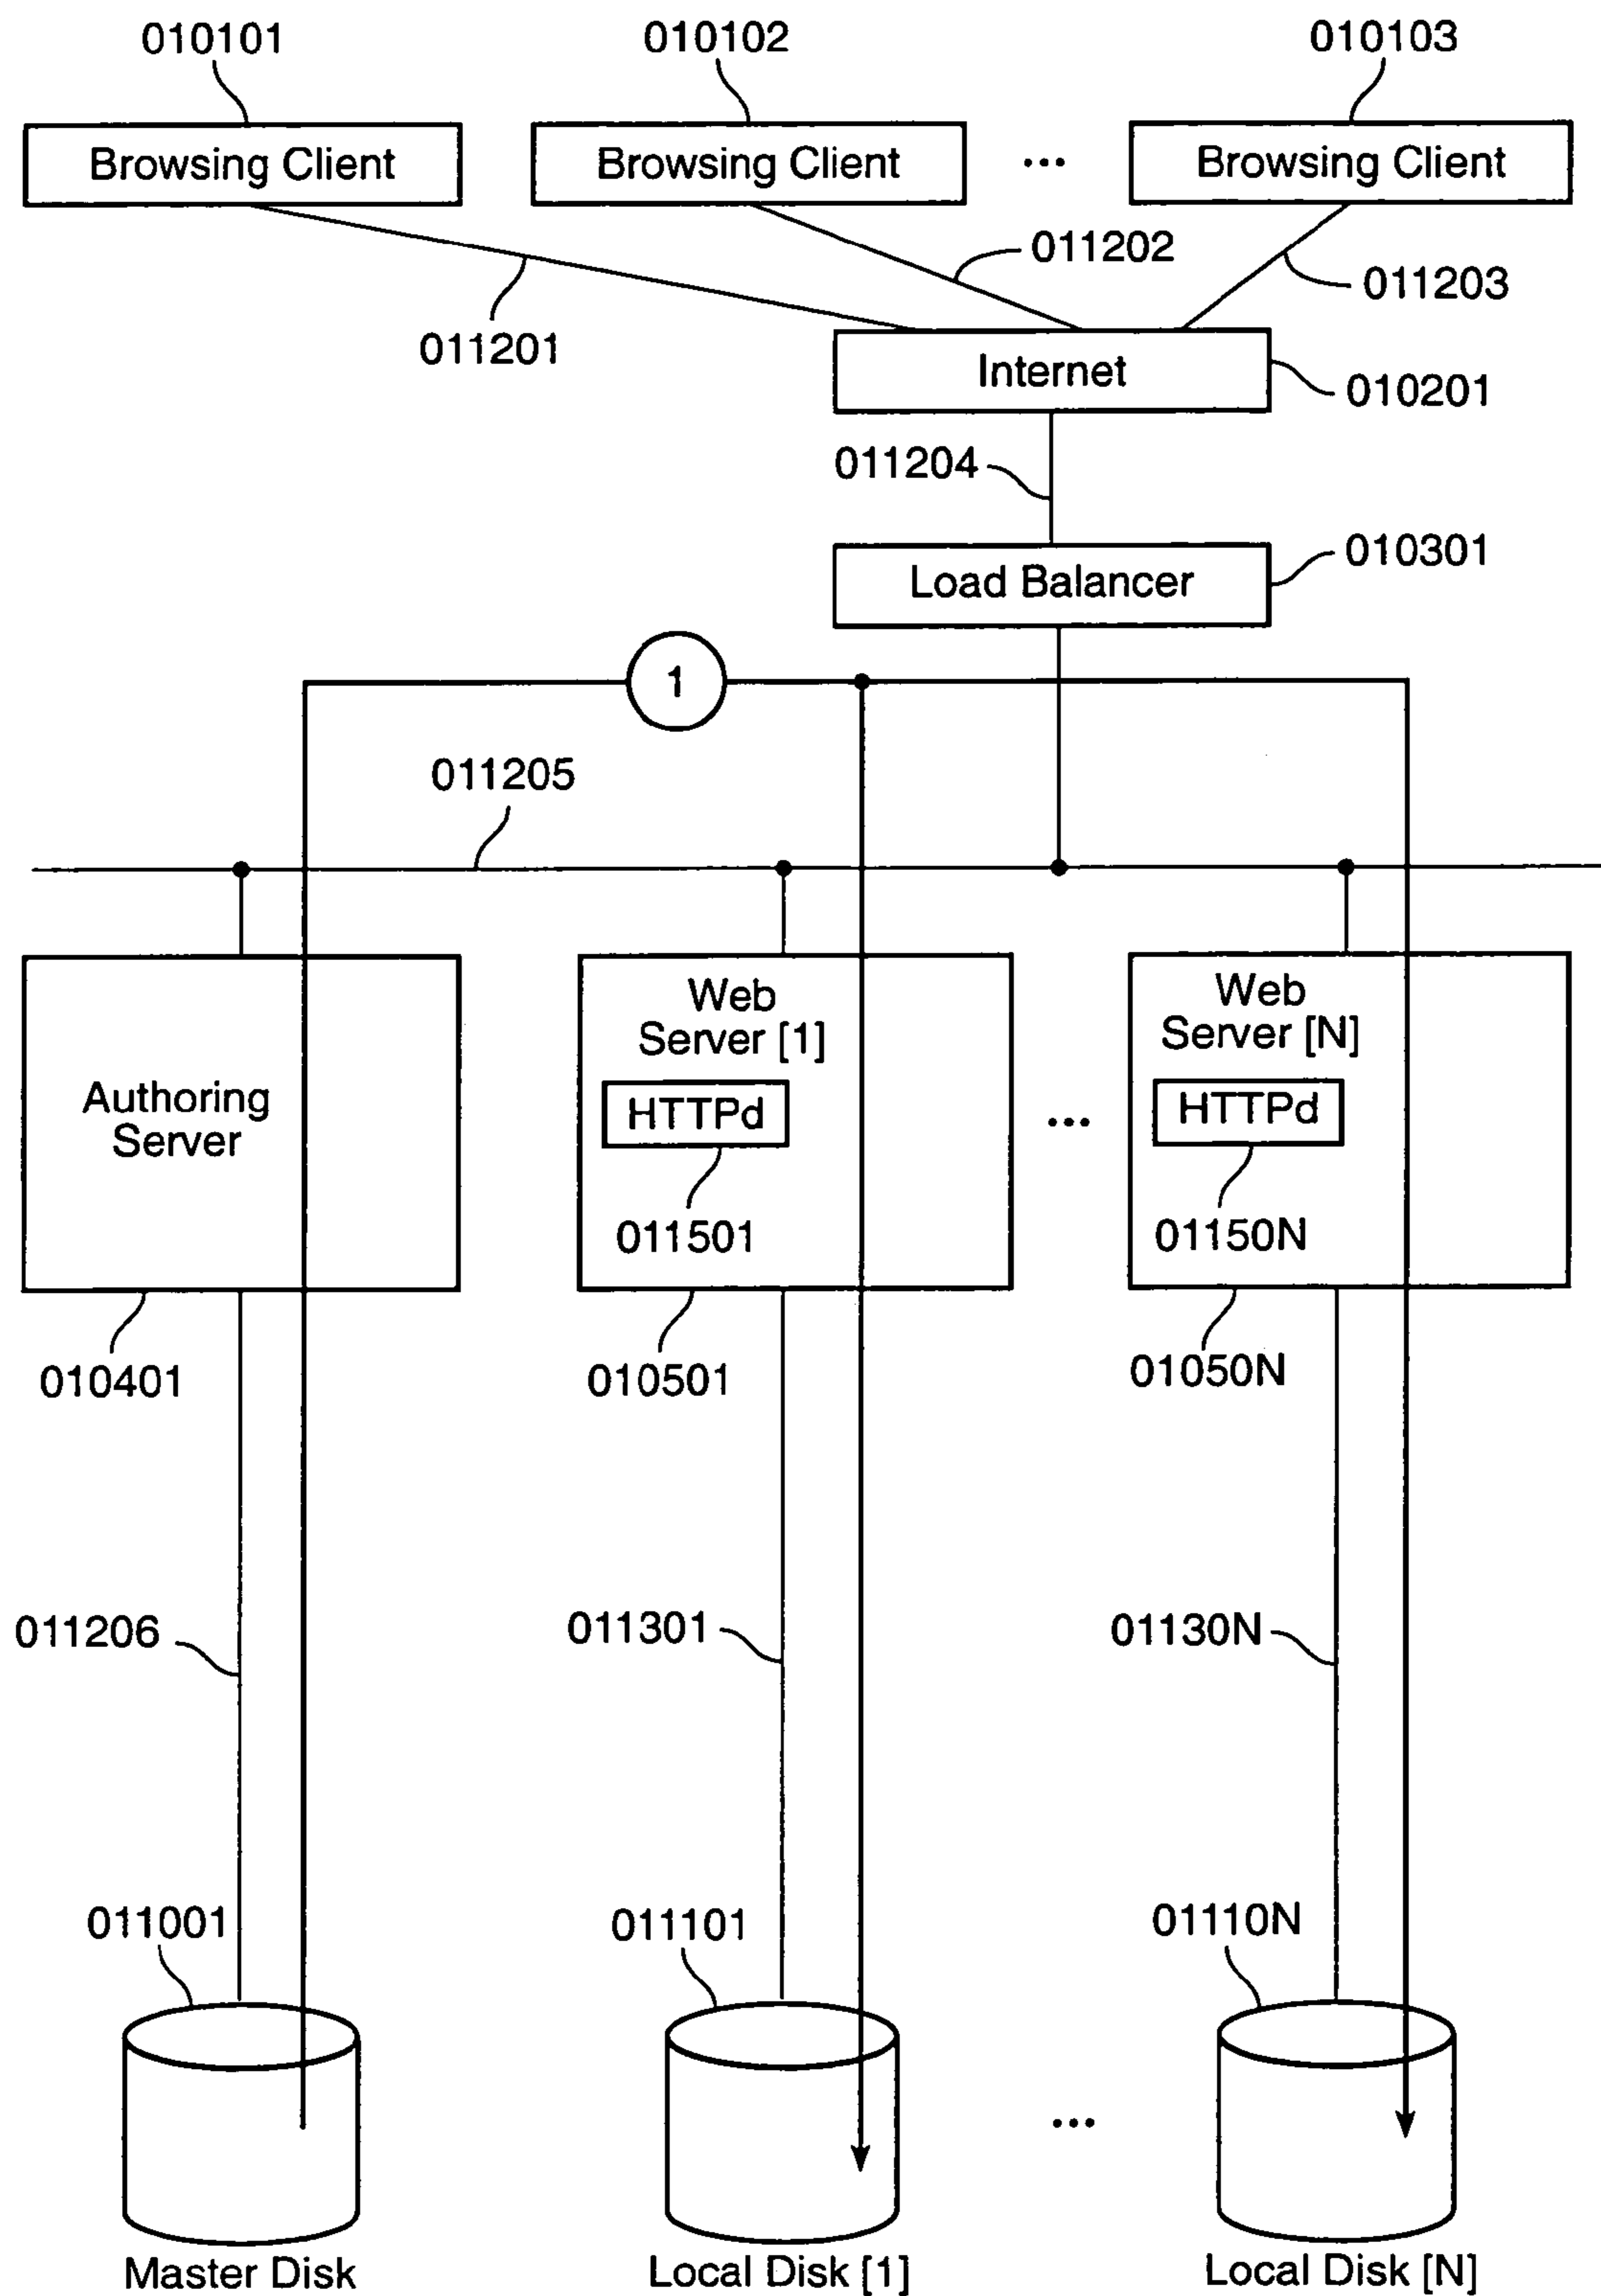 010101
010102
010103
Browsing Client
Browsing Client
...
Browsing Client
011202
011203
011201
Internet
010201
011204
010301
Load Balancer
1
011205
Authoring
Server
Web
Server [1]
HTTPd
011501
...
Web
Server [N]
HTTPd
01150N
010401
010501
01050N
011206
011301
01130N
011001
011101
01110N
...
Master Disk
Local Disk [1]
Local Disk [N]